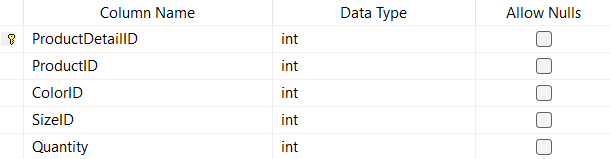 Column Name Data Type Allow Nulls
ProductDetailID int
ProductID int
ColorID int
SizeID int
Quantity int